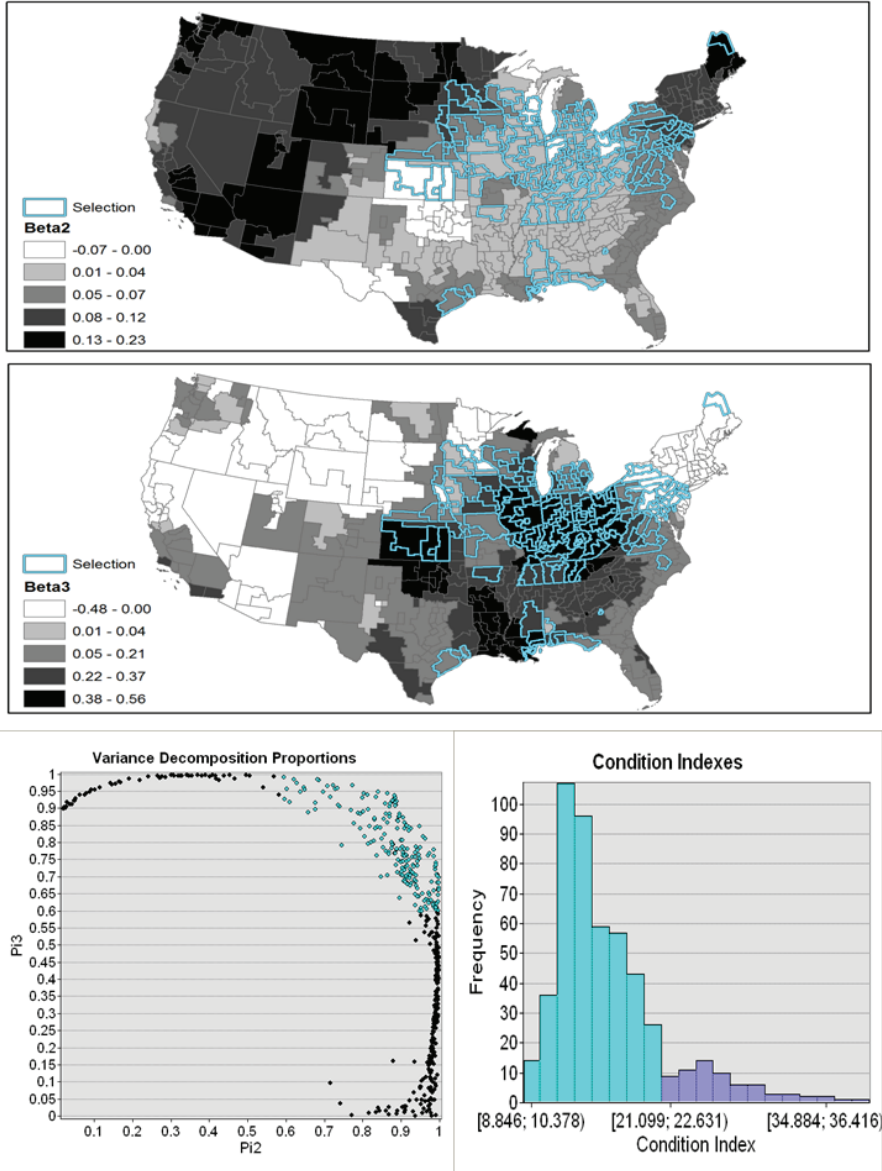 Selection
Beta2
-0.07 - 0.00
0.01 - 0.04
0.05 - 0.07
0.08 - 0.12
0.13 - 0.23
Selection
Beta3
-0.48 - 0.00
0.01 - 0.04
0.05 - 0.21
0.22 - 0.37
0.38 - 0.56
Variance Decomposition Proportions
1
0.95
0.9
0.85
0.8
0.75
0.7
0.65
0.6
0.55
0.5
0.45
0.4
0.35
0.3
0.25
0.2
0.15
0.1
0.05
0
Pi3
0.1 0.2 0.3 0.4 0.5 0.6 0.7 0.8 0.9 1
Pi2
Condition Indexes
100
90
80
70
60
50
40
30
20
10
0
Frequency
[8.846; 10.378) [21.099; 22.631) [34.884; 36.416)
Condition Index